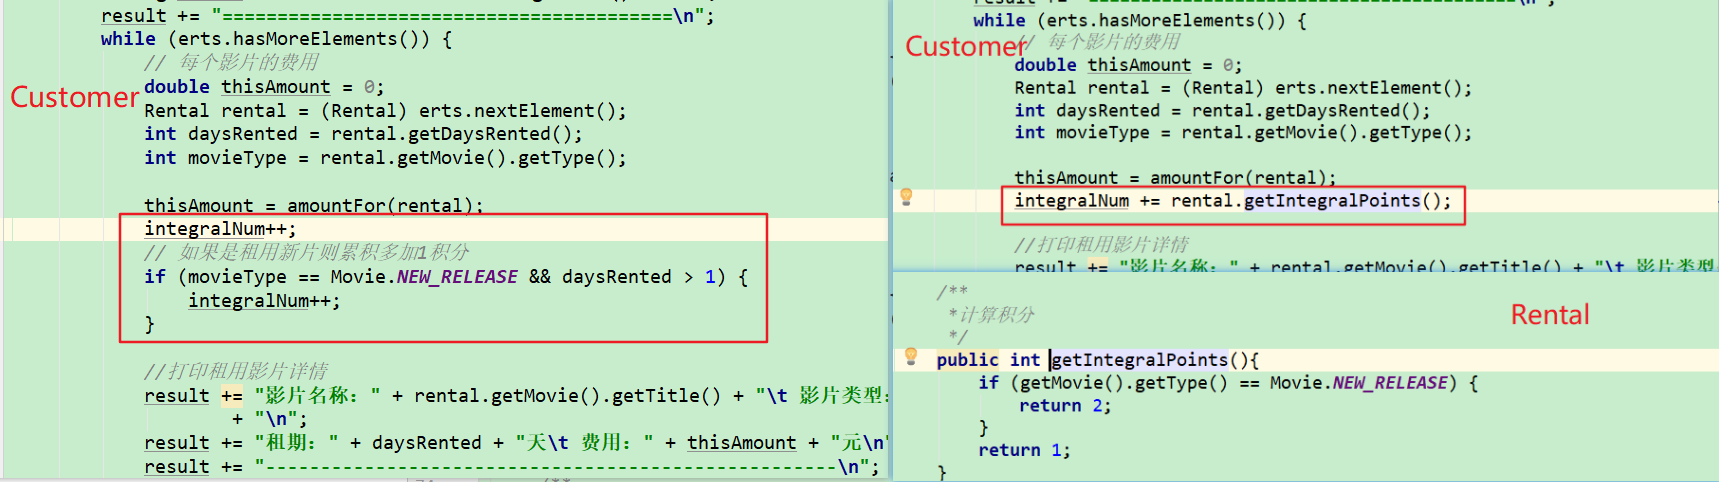 result += "=========================================\n";
while (erts.hasMoreElements()) {
// 每个影片的费用
Customer
double thisAmount = 0;
Rental rental = (Rental) erts.nextElement();
int daysRented = rental.getDaysRented();
int movieType = rental.getMovie().getType();
thisAmount = amountFor(rental);
integralNum++;
// 如果是租用新片则累积多加1积分
if (movieType == Movie.NEW_RELEASE && daysRented > 1) {
integralNum++;
}
//打印租用影片详情
result += "影片名称：" + rental.getMovie().getTitle() + "\t 影片类型：
+ "\n";
result += "租期：" + daysRented + "天\t 费用：" + thisAmount + "元\n"
result += "----------------------------------------------------\n";
while (erts.hasMoreElements()) {
Customer
// 每个影片的费用
double thisAmount = 0;
Rental rental = (Rental) erts.nextElement();
int daysRented = rental.getDaysRented();
int movieType = rental.getMovie().getType();
thisAmount = amountFor(rental);
integralNum += rental.getIntegralPoints();
//打印租用影片详情
result += "影片名称：" + rental.getMovie().getTitle() + "\t 影片类型
/**
*计算积分
*/
Rental
public int getIntegralPoints(){
if (getMovie().getType() == Movie.NEW_RELEASE) {
return 2;
}
return 1;
}